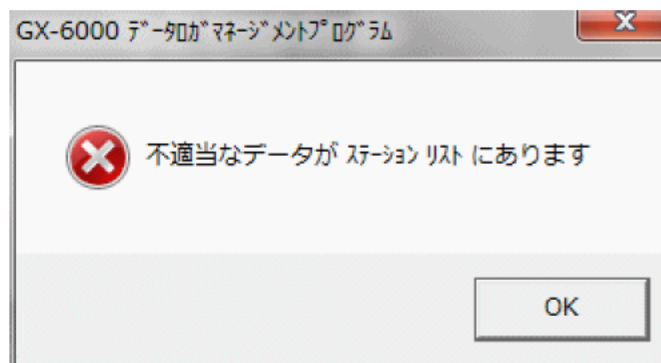 GX-6000 ﾃﾞｰﾀﾛｶﾞﾏﾈｰｼﾞﾒﾝﾄﾌﾟﾛｸﾞﾗﾑ
不適当なデータが ｽﾃｰｼｮﾝ ﾘｽﾄ にあります
OK